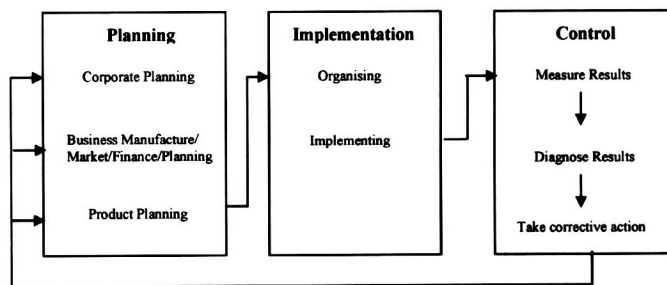 Planning
Corporate Planning
Business Manufacture/
Market/Finance/Planning
Product Planning
Implementation
Organising
Implementing
Control
Measure Results
Diagnose Results
Take corrective action